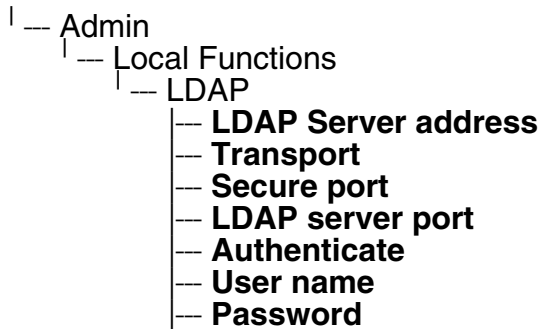 Admin
Local Functions
LDAP
LDAP Server address
Transport
Secure port
LDAP server port
Authenticate
User name
Password